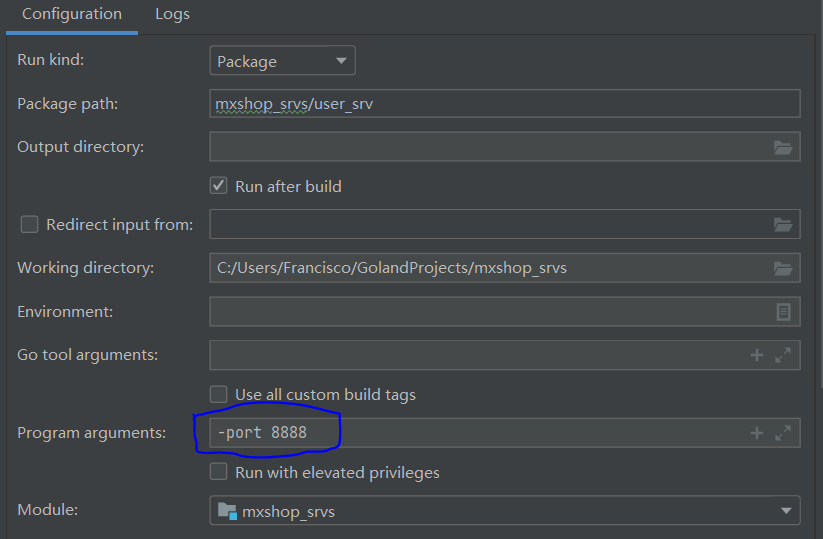 Configuration Logs
Run kind: Package
Package path: mxshop_srvs/user_srv
Output directory:
Run after build
Redirect input from:
Working directory: C:/Users/Francisco/GolandProjects/mxshop_srvs
Environment:
Go tool arguments:
Use all custom build tags
Program arguments: -port 8888
Run with elevated privileges
Module: mxshop_srvs